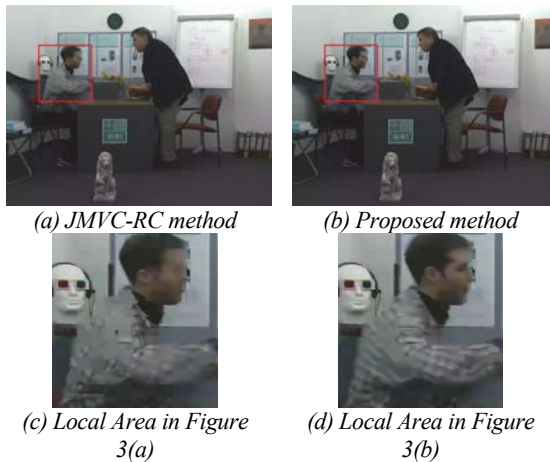 (a) JMVC-RC method
(b) Proposed method
(c) Local Area in Figure
3(a)
(d) Local Area in Figure
3(b)